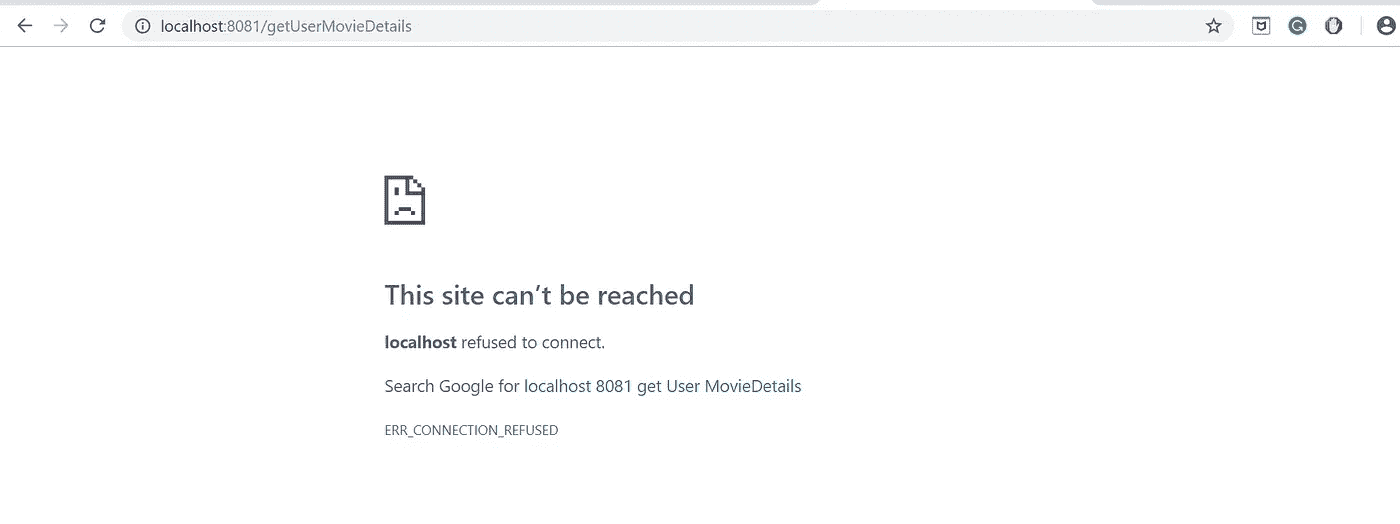 localhost:8081/getUserMovieDetails
This site can’t be reached
localhost refused to connect.
Search Google for localhost 8081 get User MovieDetails
ERR_CONNECTION_REFUSED